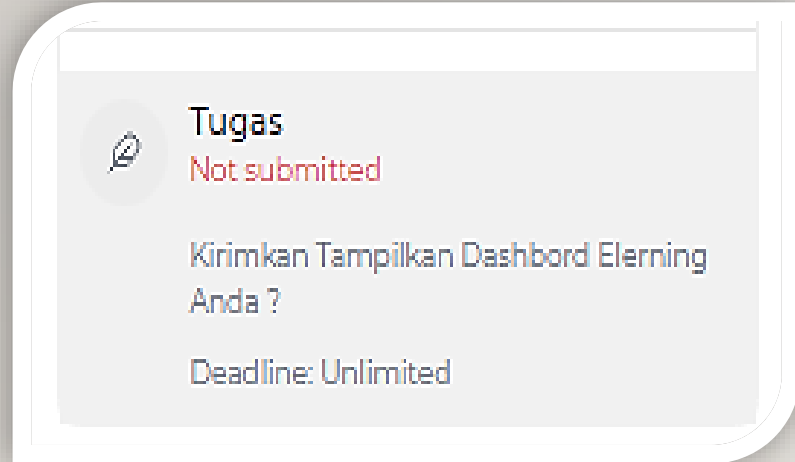 Tugas
Not submitted
Kirimkan Tampilkan Dashbord Elerning
Anda ?
Deadline: Unlimited